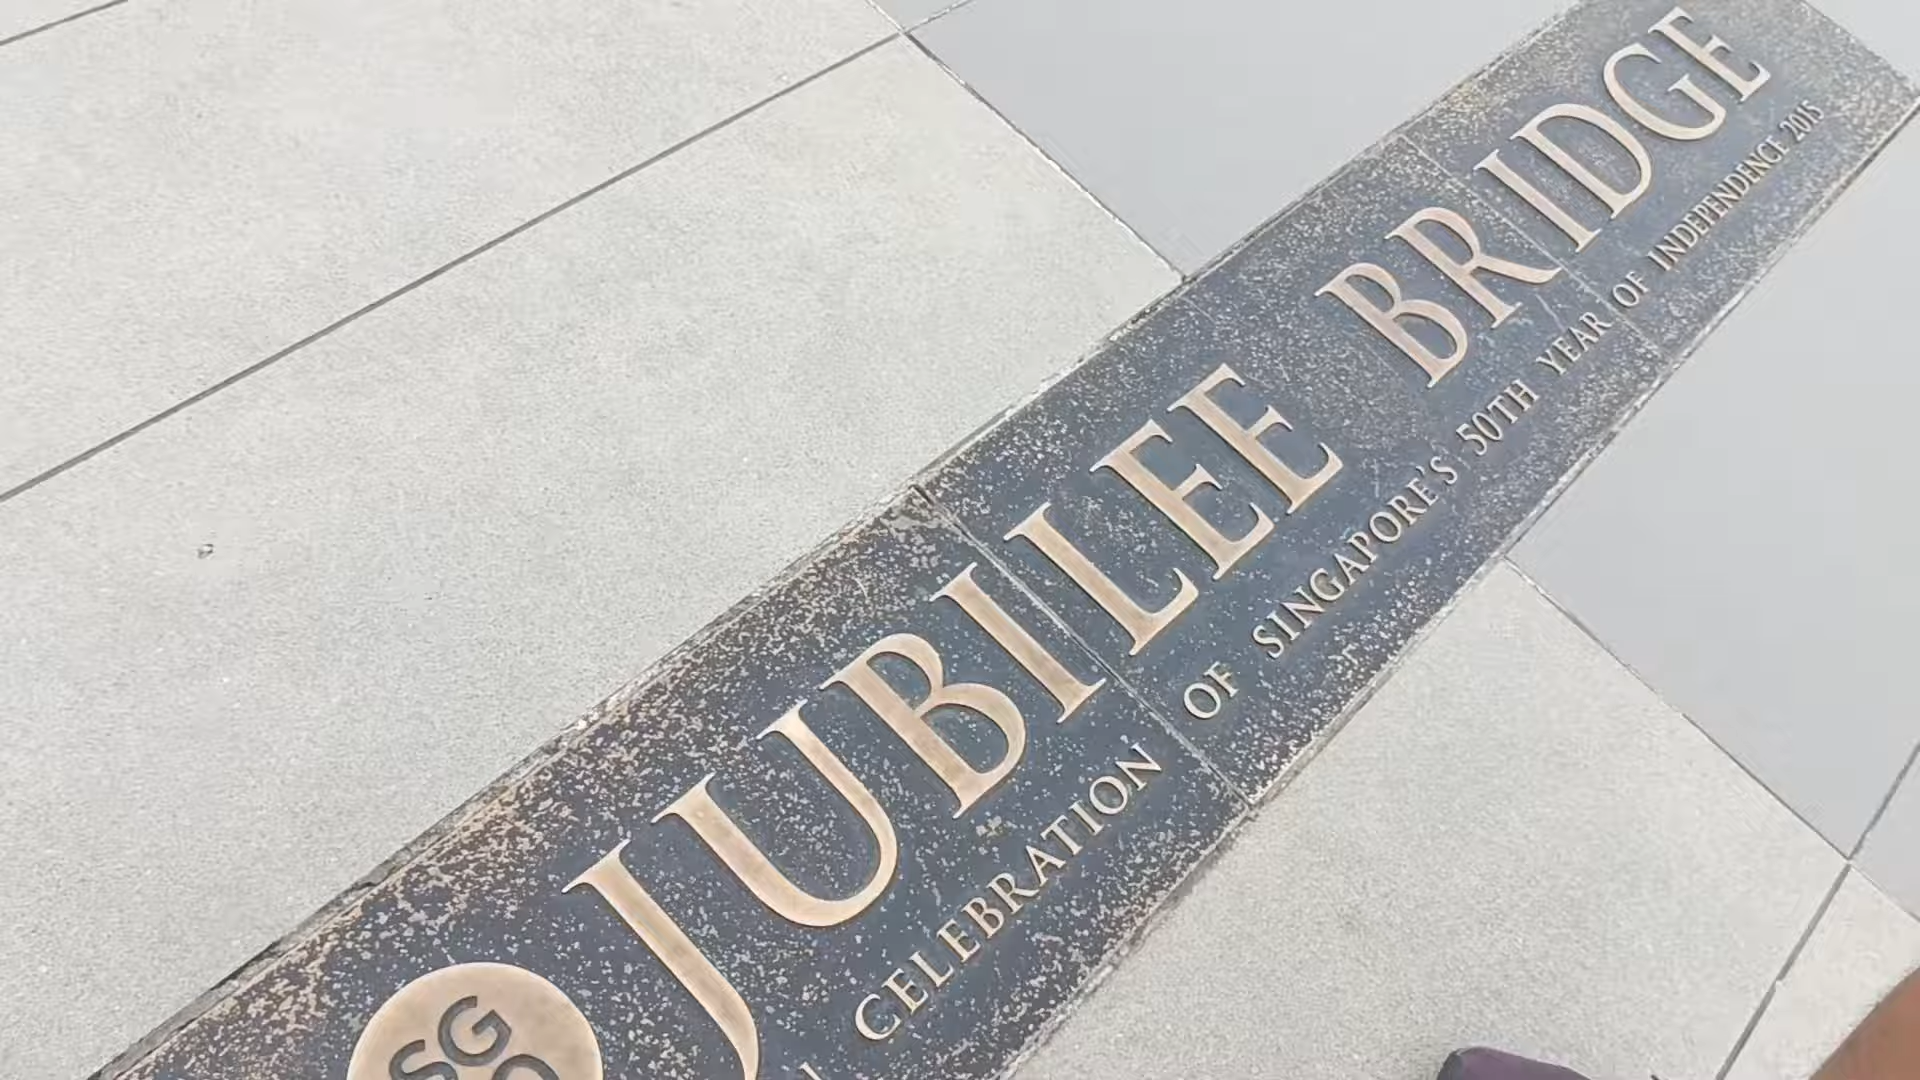 SG
JUBILEE BRIDGE
CELEBRATION OF SINGAPORE'S 50TH YEAR OF INDEPENDENCE 2015